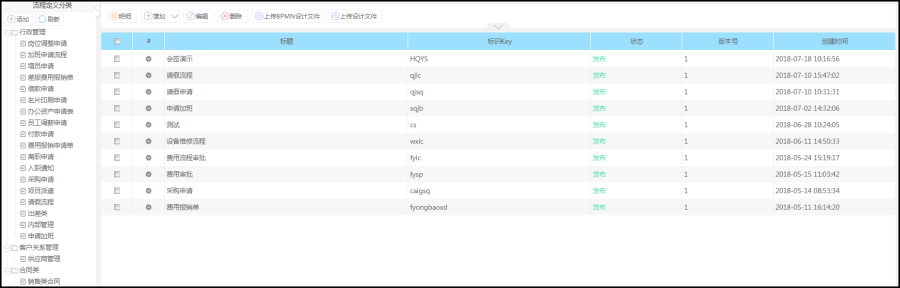 流程定义分类
添加 刷新
行政管理
岗位调整申请
加班申请流程
增员申请
差旅费用报销单
借款申请
名片印刷申请
办公资产申请表
员工调薪申请
付款申请
费用报销申请单
离职申请
入职通知
采购申请
项目派遣
请假流程
出差类
内部管理
申请加班
客户关系管理
供应商管理
合同类
销售类合同
明细 增加 编辑 删除 上传BPMN设计文件 上传设计文件
# 标题 标识Key 状态 版本号 创建时间
会签演示 HQYS 发布 1 2018-07-18 10:16:56
请假流程 qjlc 发布 1 2018-07-10 15:47:02
请假申请 qjsq 发布 1 2018-07-10 10:31:31
申请加班 sqjb 发布 1 2018-07-02 14:32:06
测试 cs 发布 1 2018-06-28 10:24:05
设备维修流程 wxlc 发布 1 2018-06-11 14:50:33
费用流程审批 fylc 发布 1 2018-05-24 15:19:17
费用审批 fysp 发布 1 2018-05-15 11:03:42
采购申请 caigsq 发布 1 2018-05-14 08:53:34
费用报销单 fyongbaoxd 发布 1 2018-05-11 16:14:20